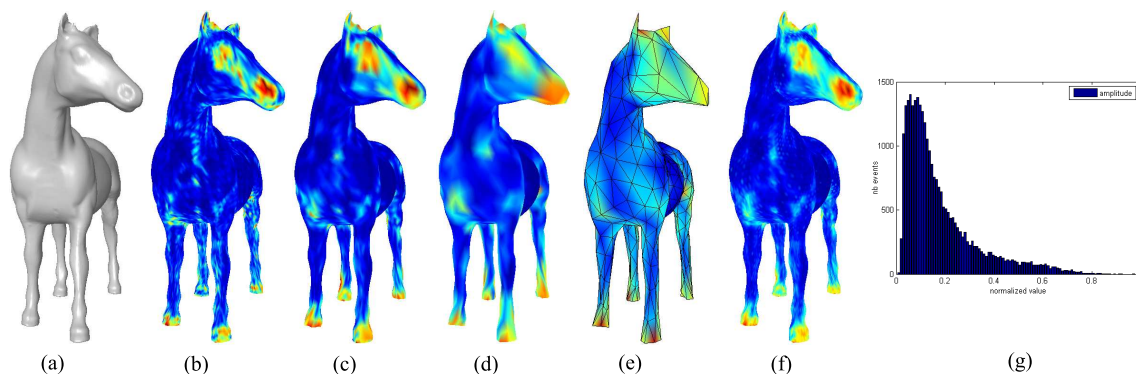 1500
amplitude
1000
nb events
500
0
0 0.2 0.4 0.6 0.8
normalized value
(a) (b) (c) (d) (e) (f) (g)